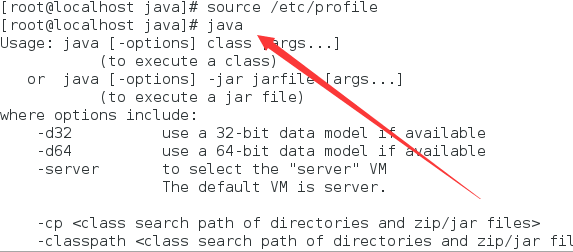 [root@localhost java]# source /etc/profile
[root@localhost java]# java
Usage: java [-options] class [args...]
(to execute a class)
or java [-options] -jar jarfile [args...]
(to execute a jar file)
where options include:
-d32 use a 32-bit data model if available
-d64 use a 64-bit data model if available
-server to select the "server" VM
The default VM is server.
-cp <class search path of directories and zip/jar files>
-classpath <class search path of directories and zip/jar fil